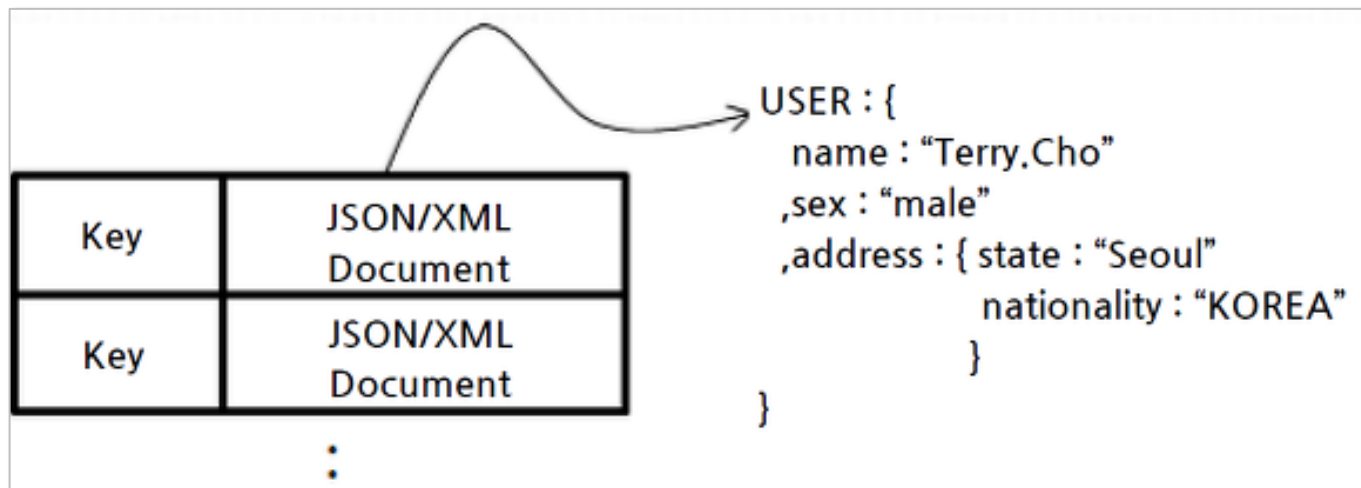 Key
JSON/XML
Document
Key
JSON/XML
Document
:
USER : {
name : “Terry.Cho”
,sex : “male”
,address : { state : “Seoul”
nationality : “KOREA”
}
}